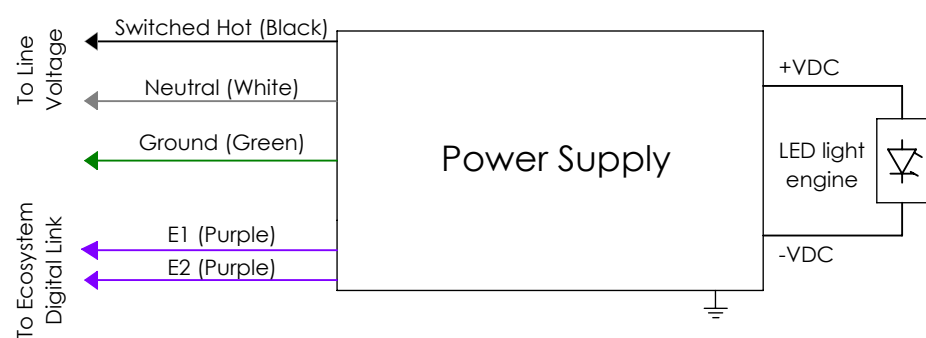 To Line
Voltage
Switched Hot (Black)
Neutral (White)
Ground (Green)
To Ecosystem
Digital Link
E1 (Purple)
E2 (Purple)
Power Supply
+VDC
LED light
engine
-VDC